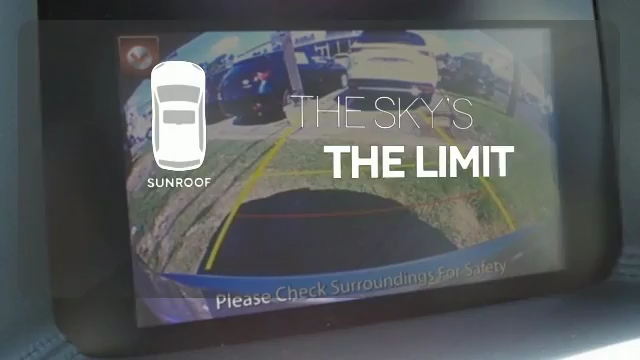 THE SKY'S
THE LIMIT
SUNROOF
Please Check Surroundings For Safety